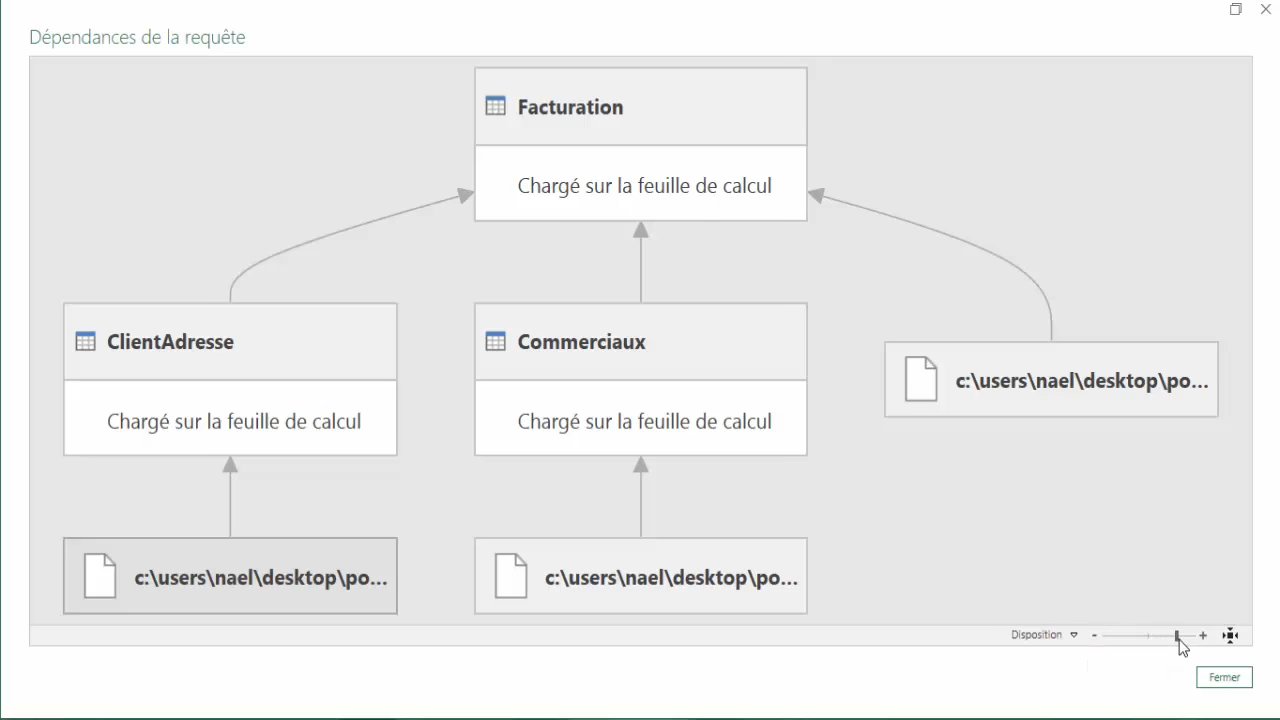 Dépendances de la requête
Facturation
Chargé sur la feuille de calcul
ClientAdresse
Chargé sur la feuille de calcul
Commerciaux
Chargé sur la feuille de calcul
c:\users\nael\desktop\po...
c:\users\nael\desktop\po...
c:\users\nael\desktop\po...
Disposition
Fermer